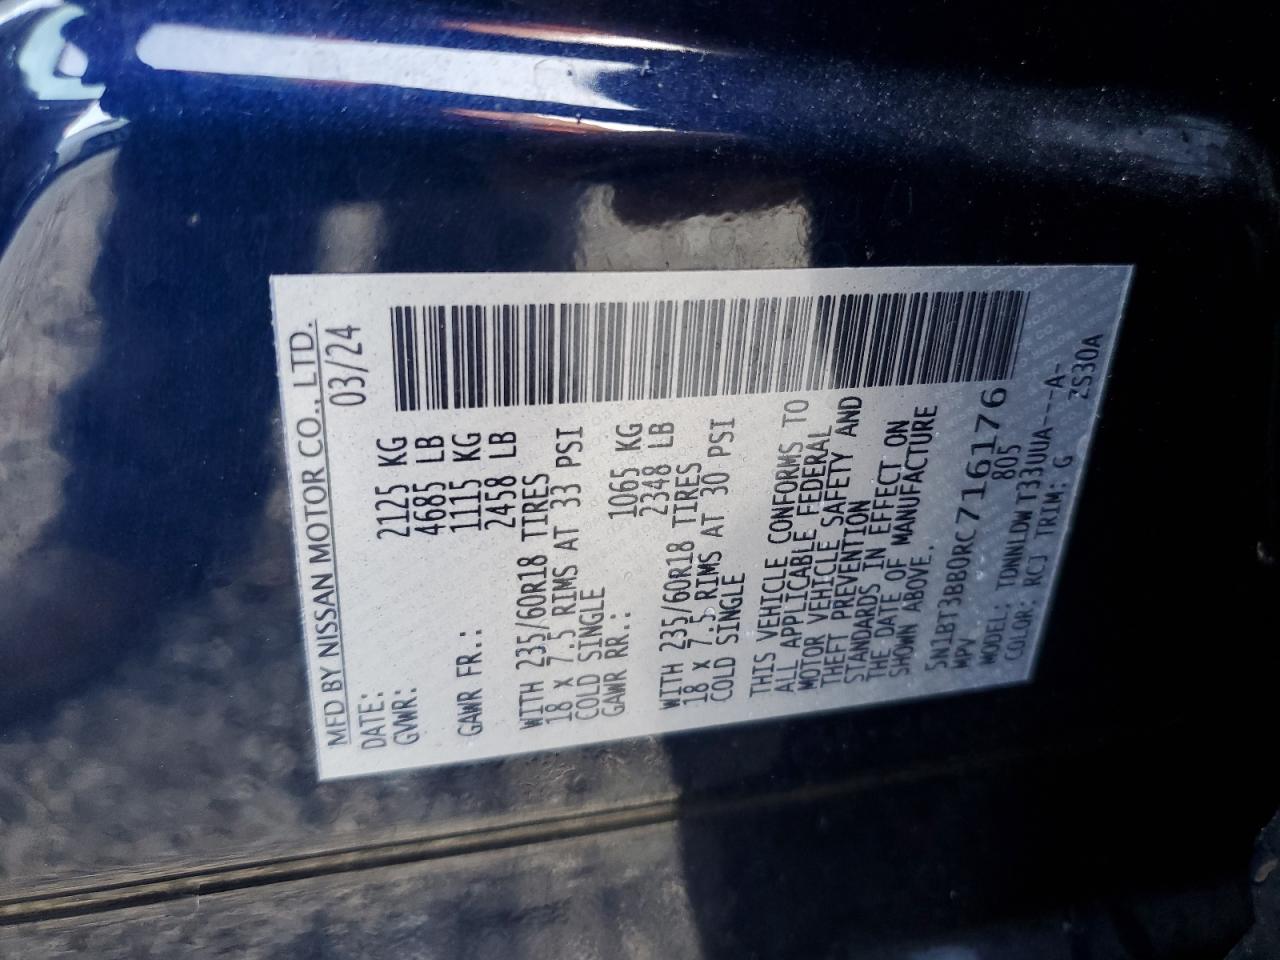 MFD BY NISSAN MOTOR CO., LTD.
DATE: 03/24
GVWR: 2125 KG
4685 LB
GAWR FR.: 1115 KG
2458 LB
WITH 235/60R18 TIRES
18 x 7.5 RIMS AT 33 PSI
COLD SINGLE
GAWR RR.: 1065 KG
2348 LB
WITH 235/60R18 TIRES
18 x 7.5 RIMS AT 30 PSI
COLD SINGLE
THIS VEHICLE CONFORMS TO
ALL APPLICABLE FEDERAL
MOTOR VEHICLE SAFETY AND
THEFT PREVENTION
STANDARDS IN EFFECT ON
THE DATE OF MANUFACTURE
SHOWN ABOVE.
5N1BT3BB0RC716176
MPV 805
MODEL: TDNNLDW T33UUA---A-
COLOR: RCJ TRIM: G ZS30A